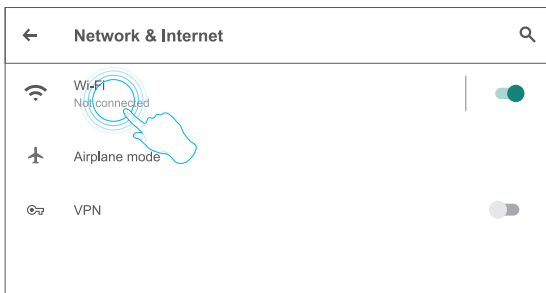 Network & Internet
Wi-Fi
Not connected
Airplane mode
VPN